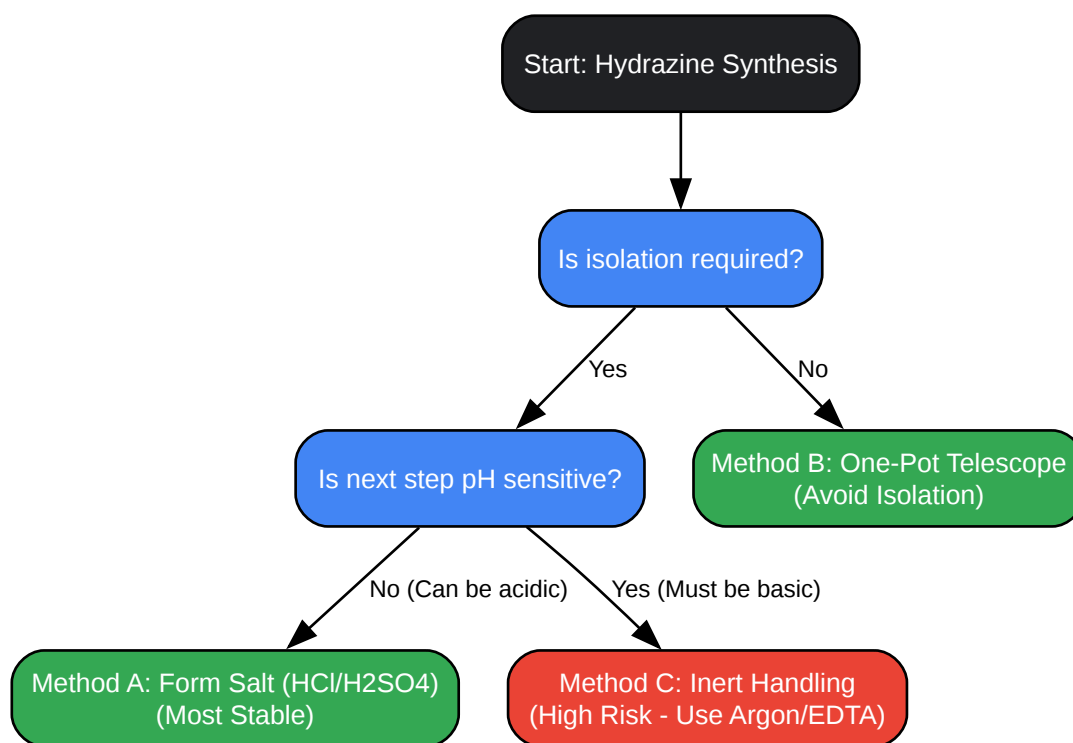 Start: Hydrazine Synthesis
Is isolation required?
Yes
No
Is next step pH sensitive?
Method B: One-Pot Telescope
(Avoid Isolation)
No (Can be acidic)
Yes (Must be basic)
Method A: Form Salt (HCl/H2SO4)
(Most Stable)
Method C: Inert Handling
(High Risk - Use Argon/EDTA)